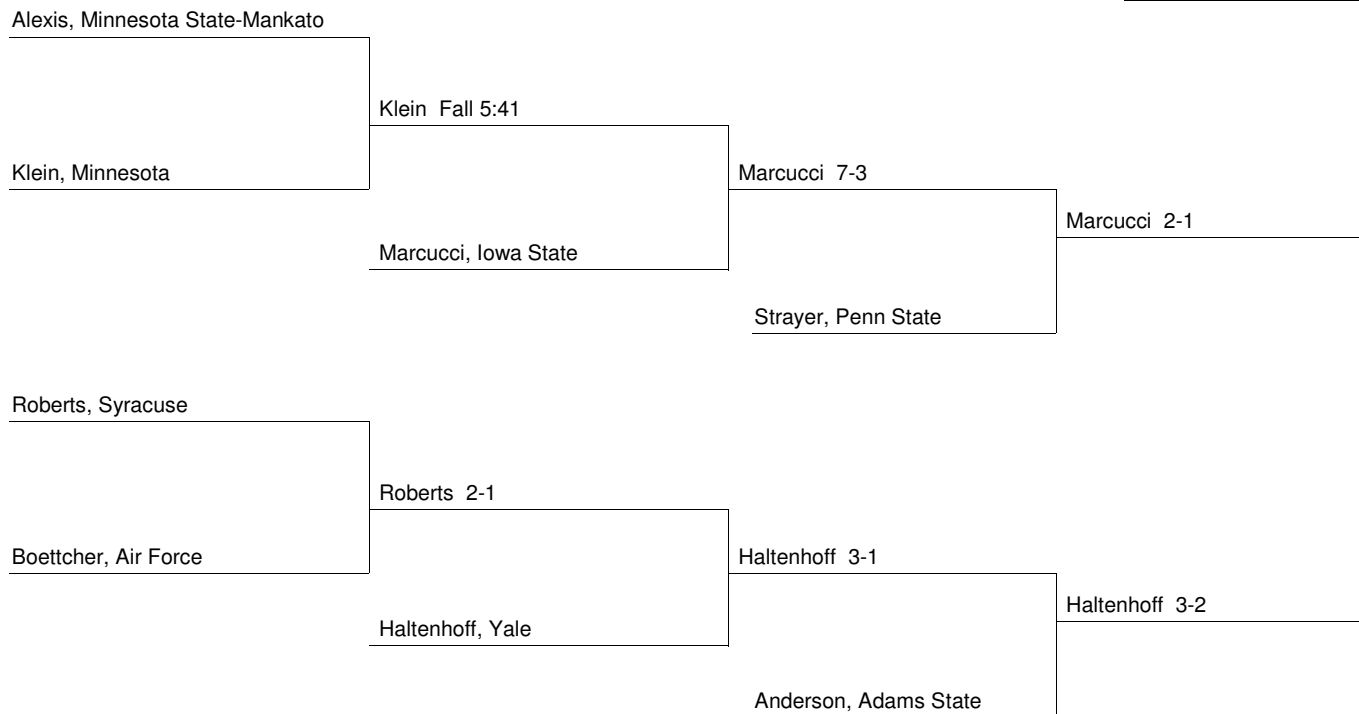 Alexis, Minnesota State-Mankato
Klein  Fall 5:41
Klein, Minnesota
Marcucci  7-3
Marcucci  2-1
Marcucci, Iowa State
Strayer, Penn State
Roberts, Syracuse
Roberts  2-1
Boettcher, Air Force
Haltenhoff  3-1
Haltenhoff  3-2
Haltenhoff, Yale
Anderson, Adams State